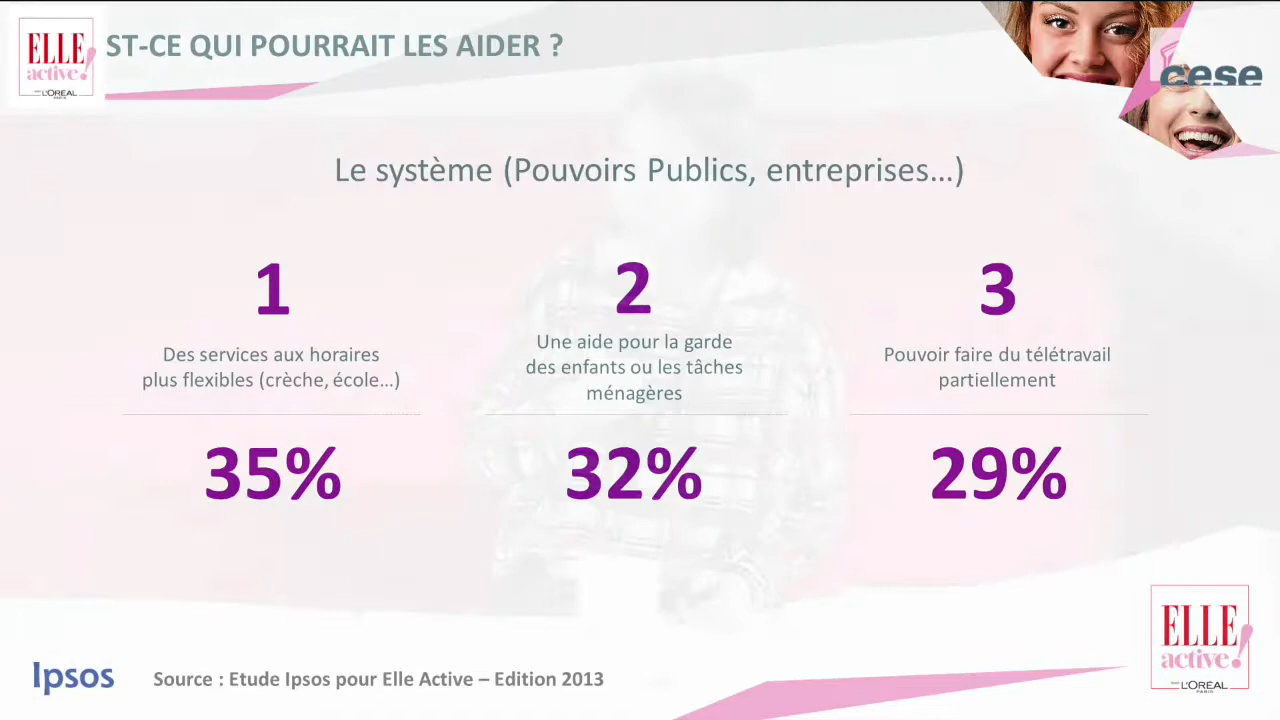 ELLE
active!
L'ORÉAL
PARIS
ST-CE QUI POURRAIT LES AIDER ?
cese
Le système (Pouvoirs Publics, entreprises…)
1
Des services aux horaires
plus flexibles (crèche, école…)
35%
2
Une aide pour la garde
des enfants ou les tâches
ménagères
32%
3
Pouvoir faire du télétravail
partiellement
29%
Ipsos
Source : Etude Ipsos pour Elle Active – Edition 2013
ELLE
active!
L'ORÉAL
PARIS